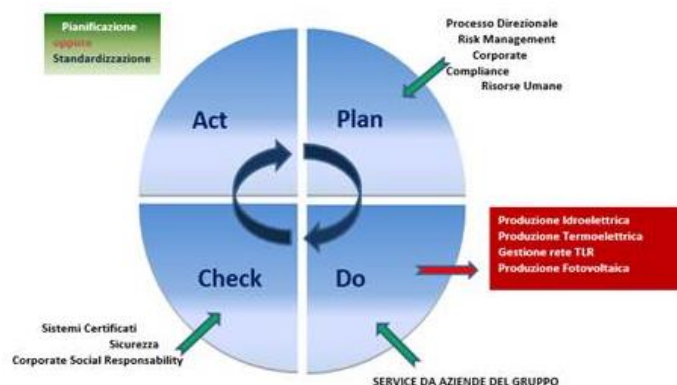 Pianificazione
oppure
Standardizzazione
Processo Direzionale
Risk Management
Corporate
Compliance
Risorse Umane
Act
Plan
Check
Do
Produzione Idroelettrica
Produzione Termoelettrica
Gestione rete TLR
Produzione Fotovoltaica
Sistemi Certificati
Sicurezza
Corporate Social Responsability
SERVICE DA AZIENDE DEL GRUPPO